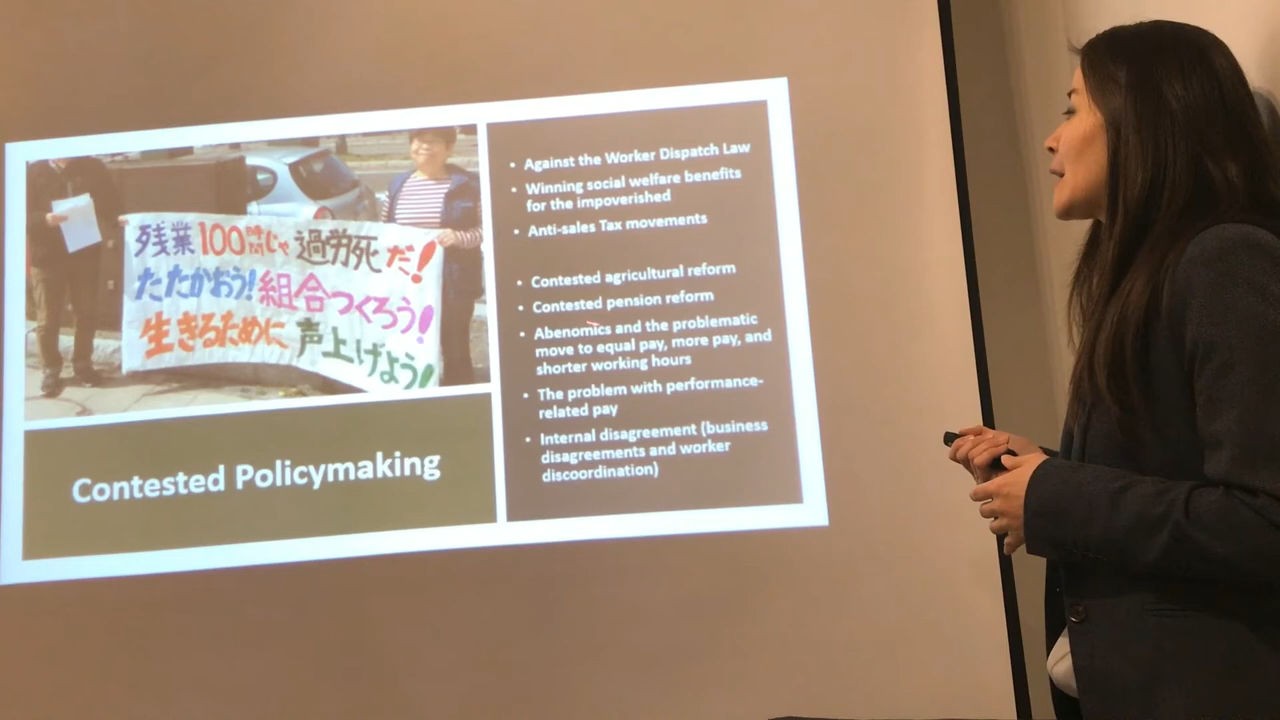 残業100時間じゃ過労死だ!
たたかおう!組合つくろう!
生きるために声上げよう!
Contested Policymaking
• Against the Worker Dispatch Law
• Winning social welfare benefits
for the impoverished
• Anti-sales Tax movements
• Contested agricultural reform
• Contested pension reform
• Abenomics and the problematic
move to equal pay, more pay, and
shorter working hours
• The problem with performance-
related pay
• Internal disagreement (business
disagreements and worker
discoordination)